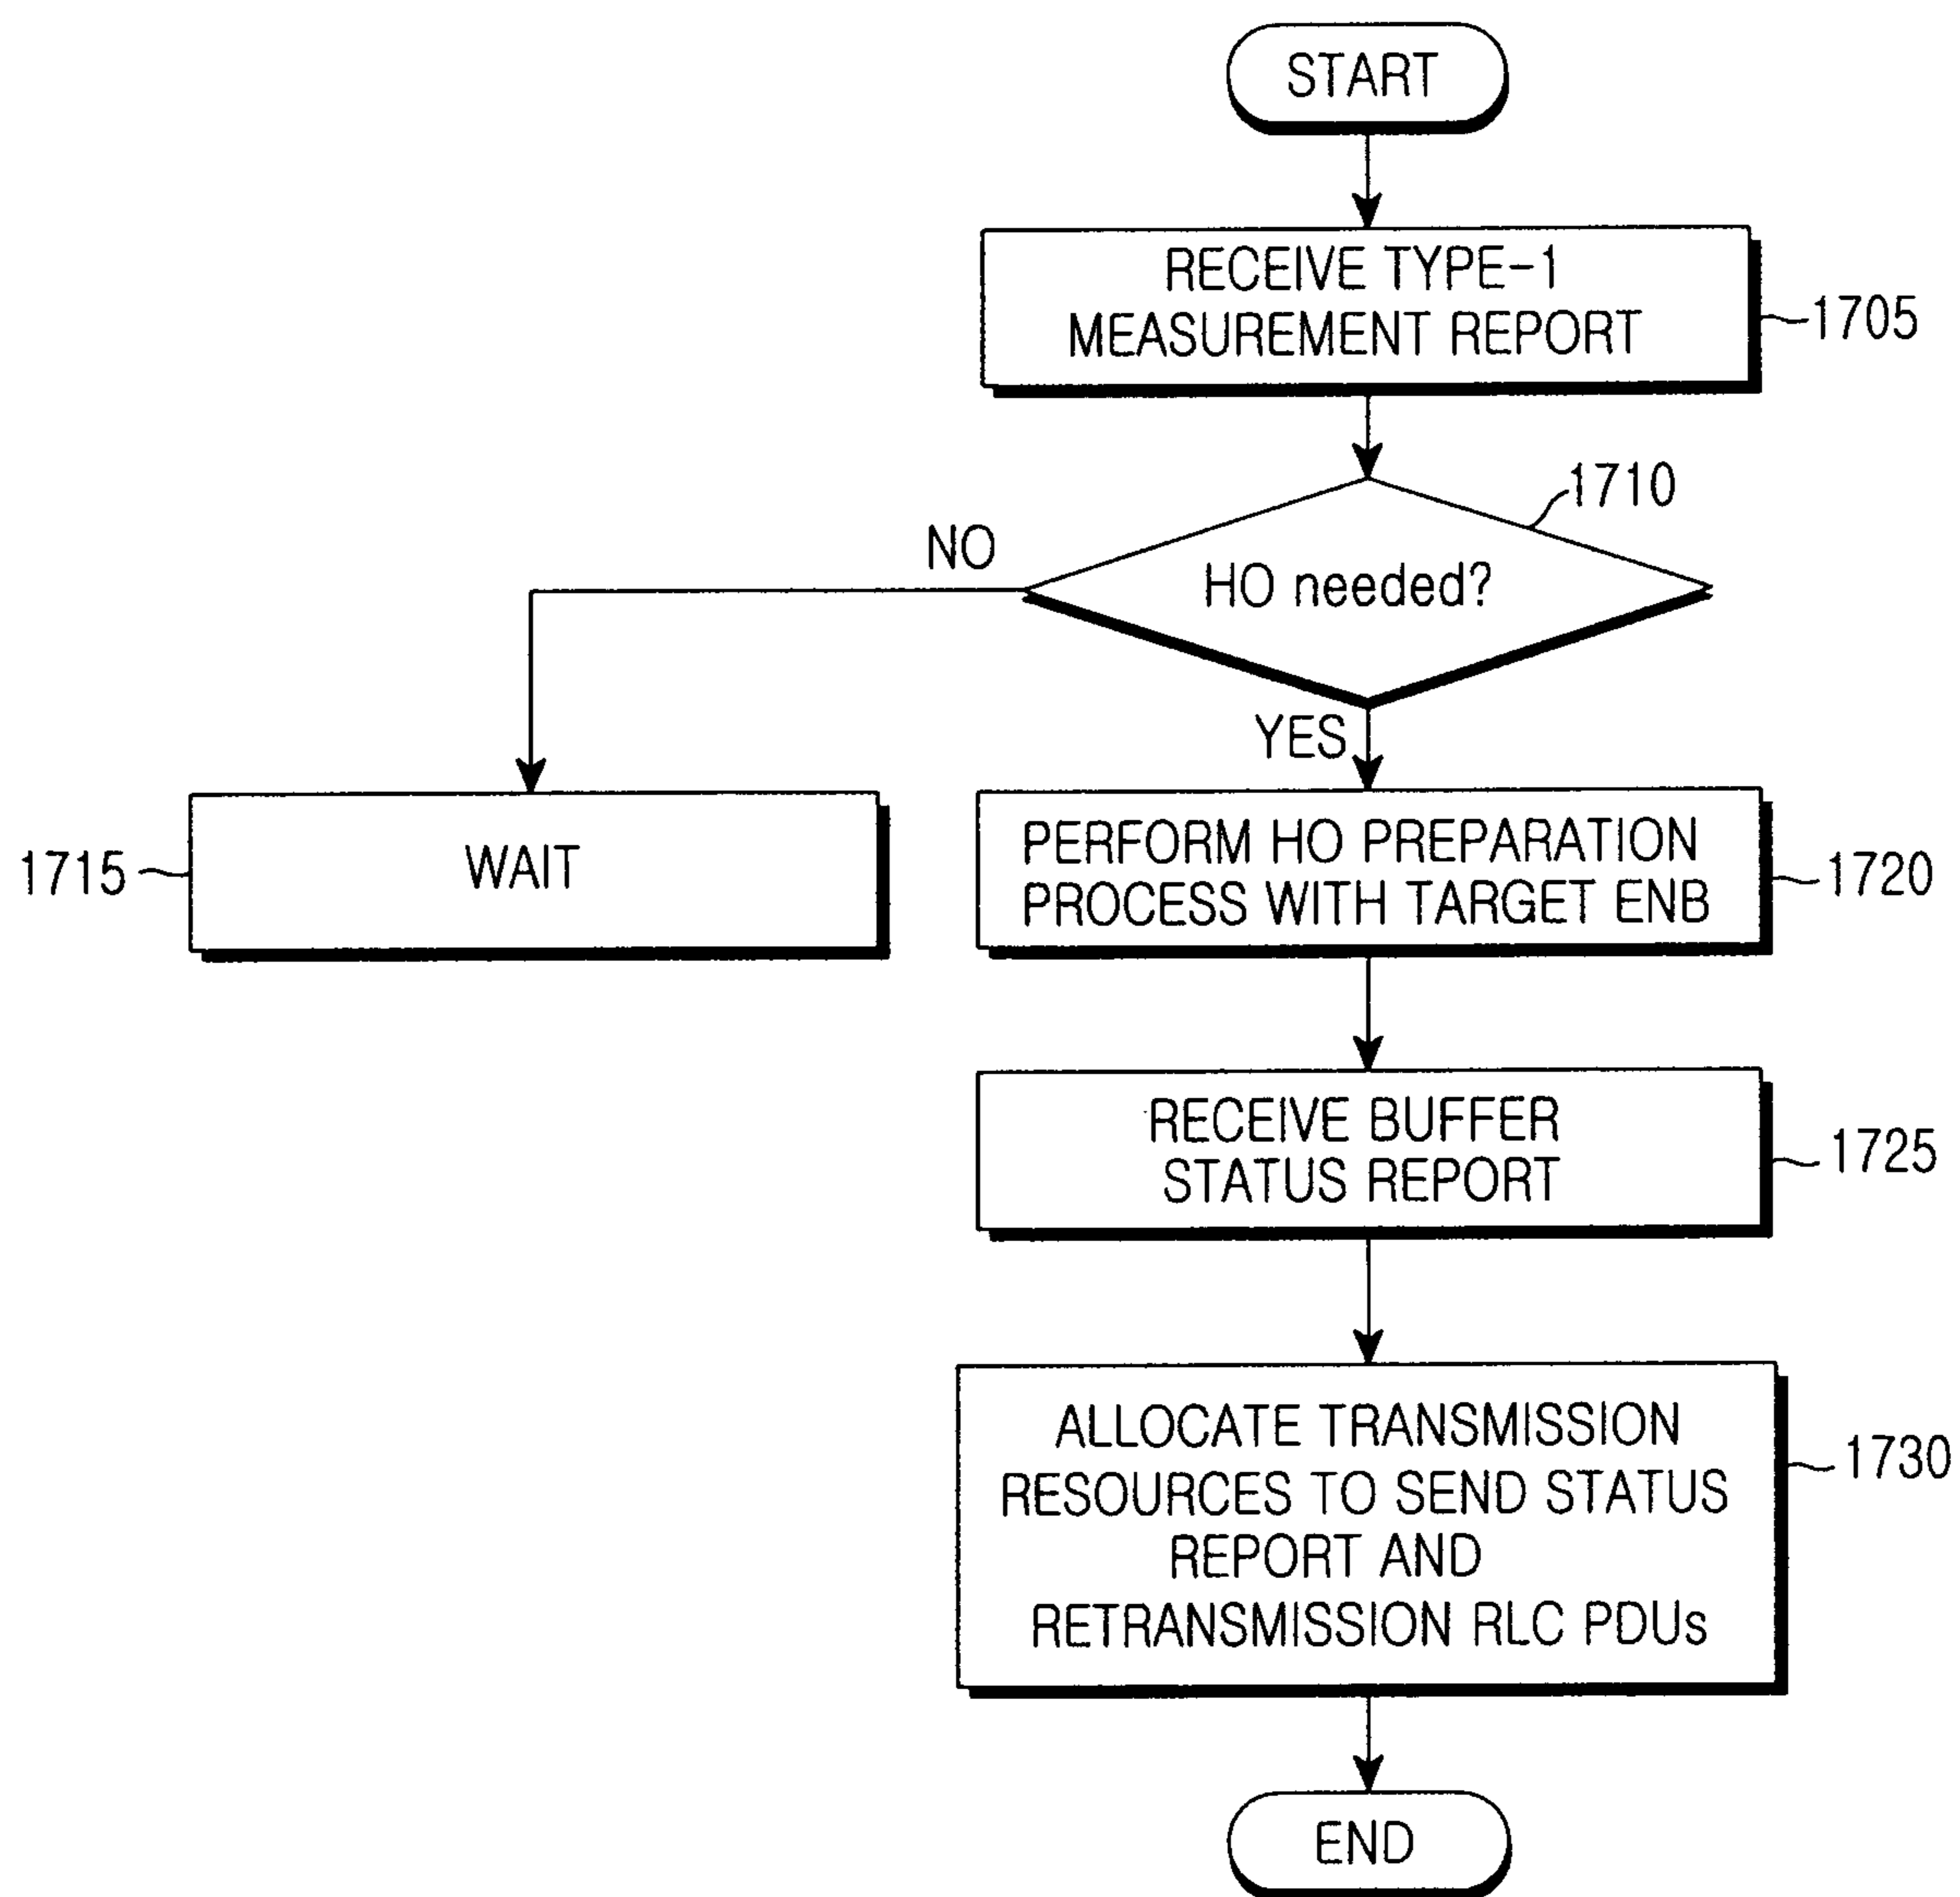 START
RECEIVE TYPE-1
MEASUREMENT REPORT
1705
1710
NO
HO needed?
YES
1715
WAIT
PERFORM HO PREPARATION
PROCESS WITH TARGET ENB
1720
RECEIVE BUFFER
STATUS REPORT
1725
ALLOCATE TRANSMISSION
RESOURCES TO SEND STATUS
REPORT AND
RETRANSMISSION RLC PDUs
1730
END